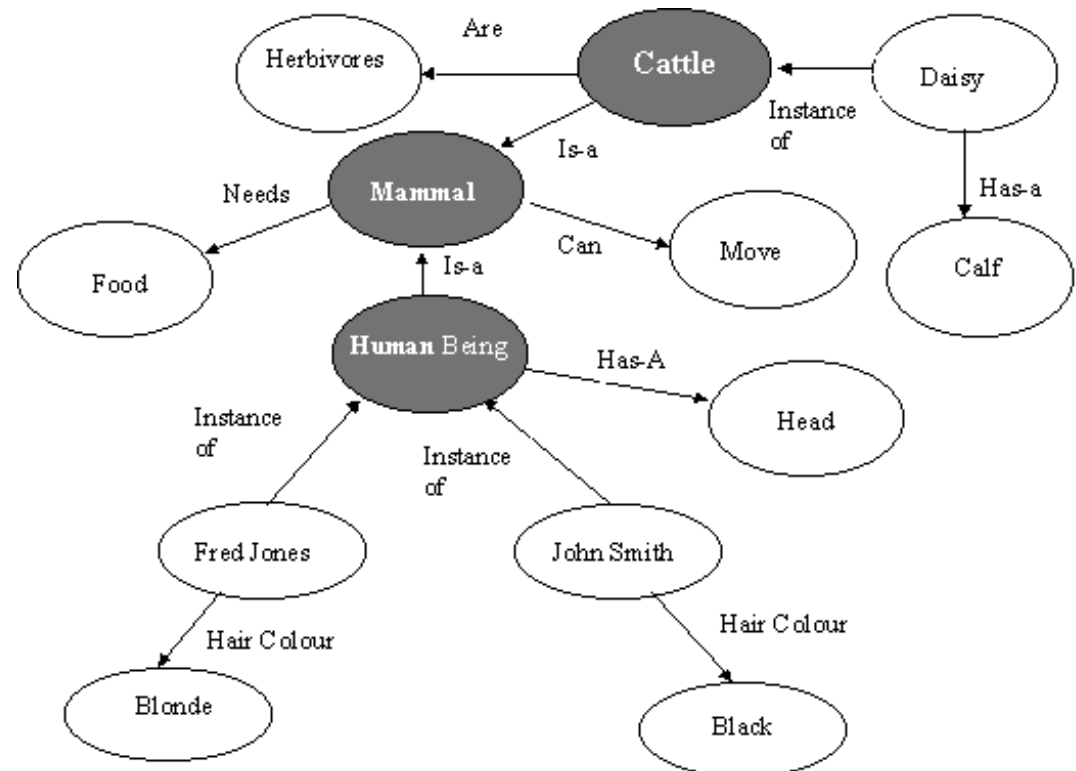 Are
Herbivores
Cattle
Daisy
Instance
of
Is-a
Needs
Mammal
Has-a
Can
Move
Calf
Food
Is-a
Human Being
Has-A
Head
Instance
of
Instance
of
Fred Jones
John Smith
Hair Colour
Hair Colour
Blonde
Black